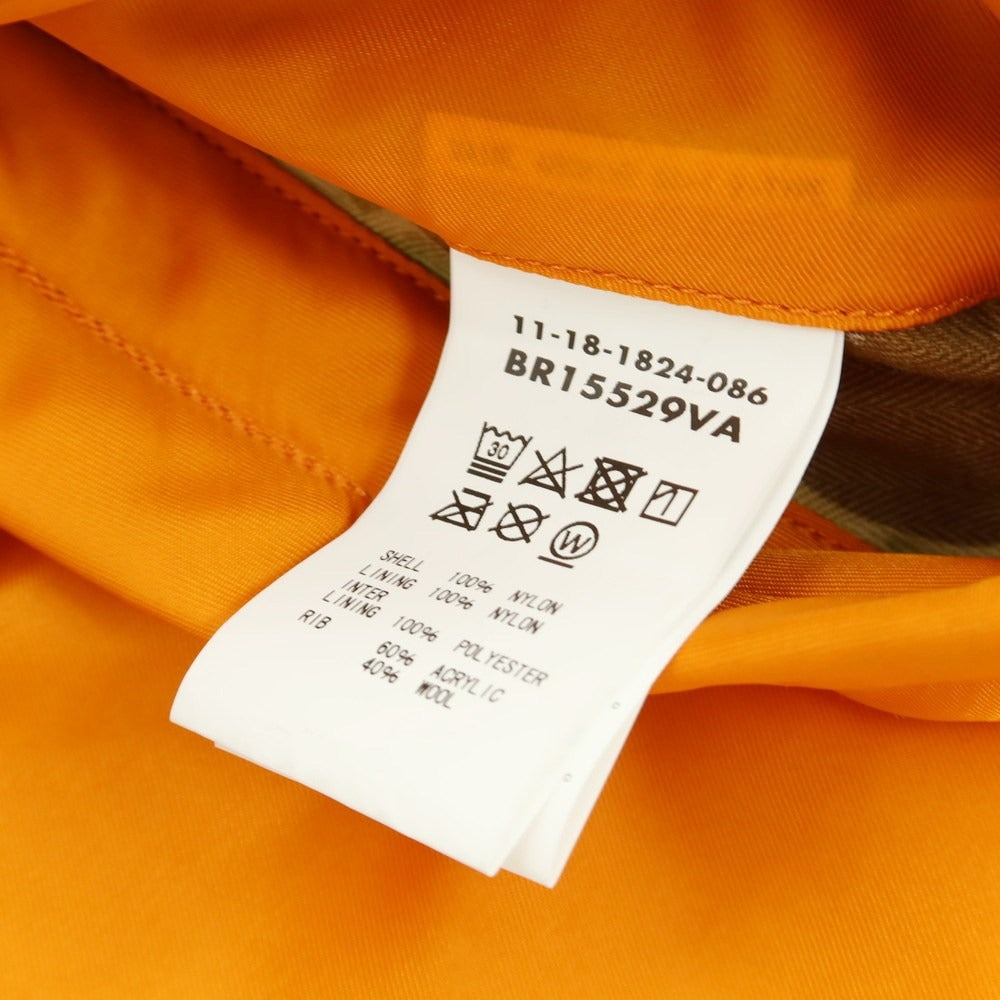 11-18-1824-086
BR15529VA
30
W
SHELL 100% NYLON
LINING 100% NYLON
INTER
LINING 100% POLYESTER
RIB 60% ACRYLIC
40% WOOL